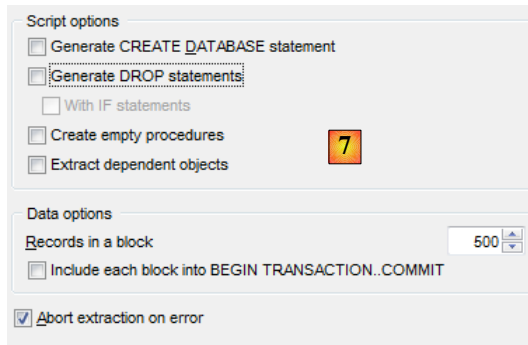 Script options
Generate CREATE DATABASE statement
Generate DROP statements
With IF statements
Create empty procedures
7
Extract dependent objects
Data options
Records in a block 500
Include each block into BEGIN TRANSACTION..COMMIT
Abort extraction on error